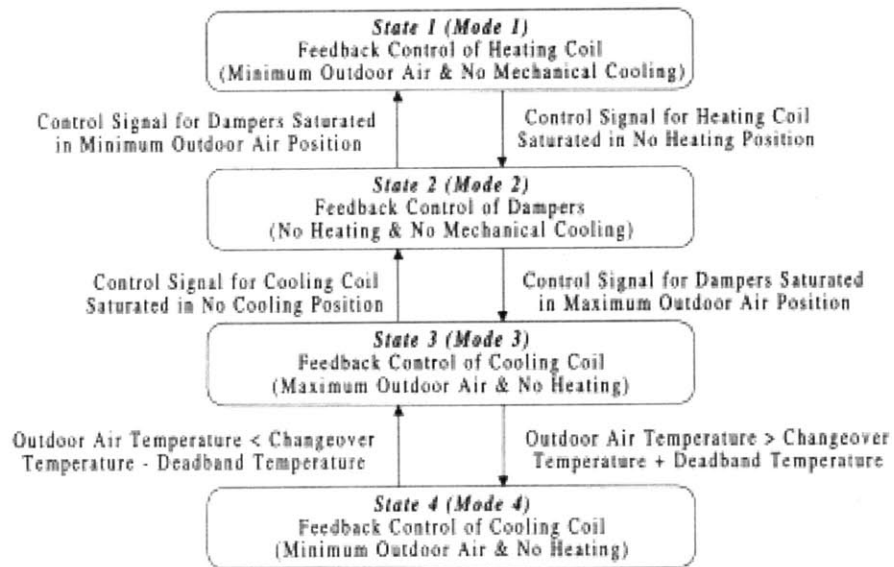 State 1 (Mode 1)
Feedback Control of Heating Coil
(Minimum Outdoor Air & No Mechanical Cooling)
Control Signal for Dampers Saturated
in Minimum Outdoor Air Position
Control Signal for Heating Coil
Saturated in No Heating Position
State 2 (Mode 2)
Feedback Control of Dampers
(No Heating & No Mechanical Cooling)
Control Signal for Cooling Coil
Saturated in No Cooling Position
Control Signal for Dampers Saturated
in Maximum Outdoor Air Position
State 3 (Mode 3)
Feedback Control of Cooling Coil
(Maximum Outdoor Air & No Heating)
Outdoor Air Temperature < Changeover
Temperature - Deadband Temperature
Outdoor Air Temperature > Changeover
Temperature + Deadband Temperature
State 4 (Mode 4)
Feedback Control of Cooling Coil
(Minimum Outdoor Air & No Heating)